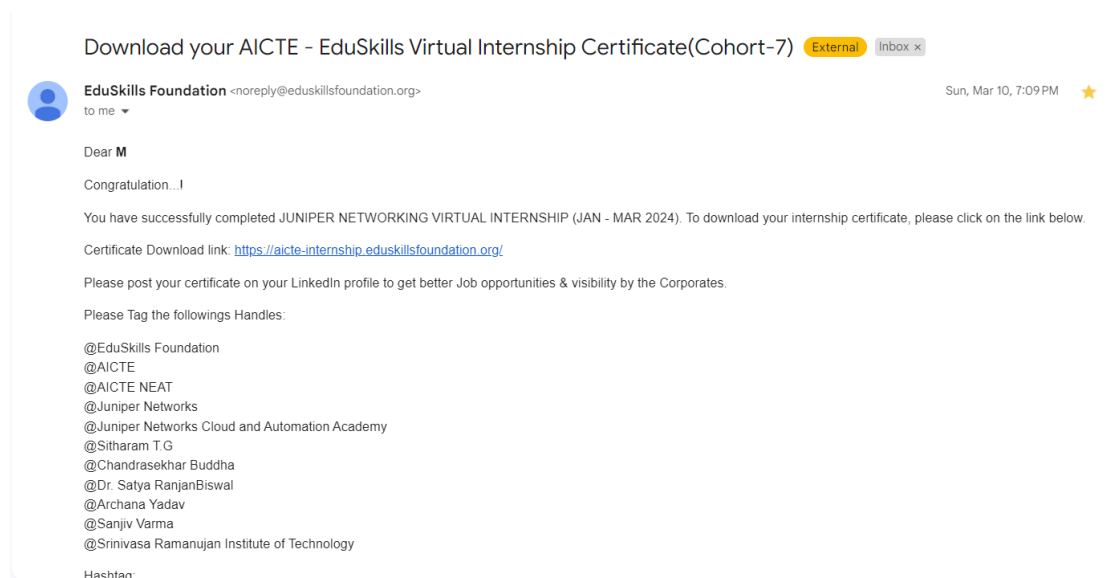 Download your AICTE - EduSkills Virtual Internship Certificate(Cohort-7) External Inbox ×
EduSkills Foundation <noreply@eduskillsfoundation.org> Sun, Mar 10, 7:09 PM
to me
Dear M
Congratulation...!
You have successfully completed JUNIPER NETWORKING VIRTUAL INTERNSHIP (JAN - MAR 2024). To download your internship certificate, please click on the link below.
Certificate Download link: https://aicte-internship.eduskillsfoundation.org/
Please post your certificate on your LinkedIn profile to get better Job opportunities & visibility by the Corporates.
Please Tag the followings Handles:
@EduSkills Foundation
@AICTE
@AICTE NEAT
@Juniper Networks
@Juniper Networks Cloud and Automation Academy
@Sitharam T.G
@Chandrasekhar Buddha
@Dr. Satya RanjanBiswal
@Archana Yadav
@Sanjiv Varma
@Srinivasa Ramanujan Institute of Technology
Hashtag: